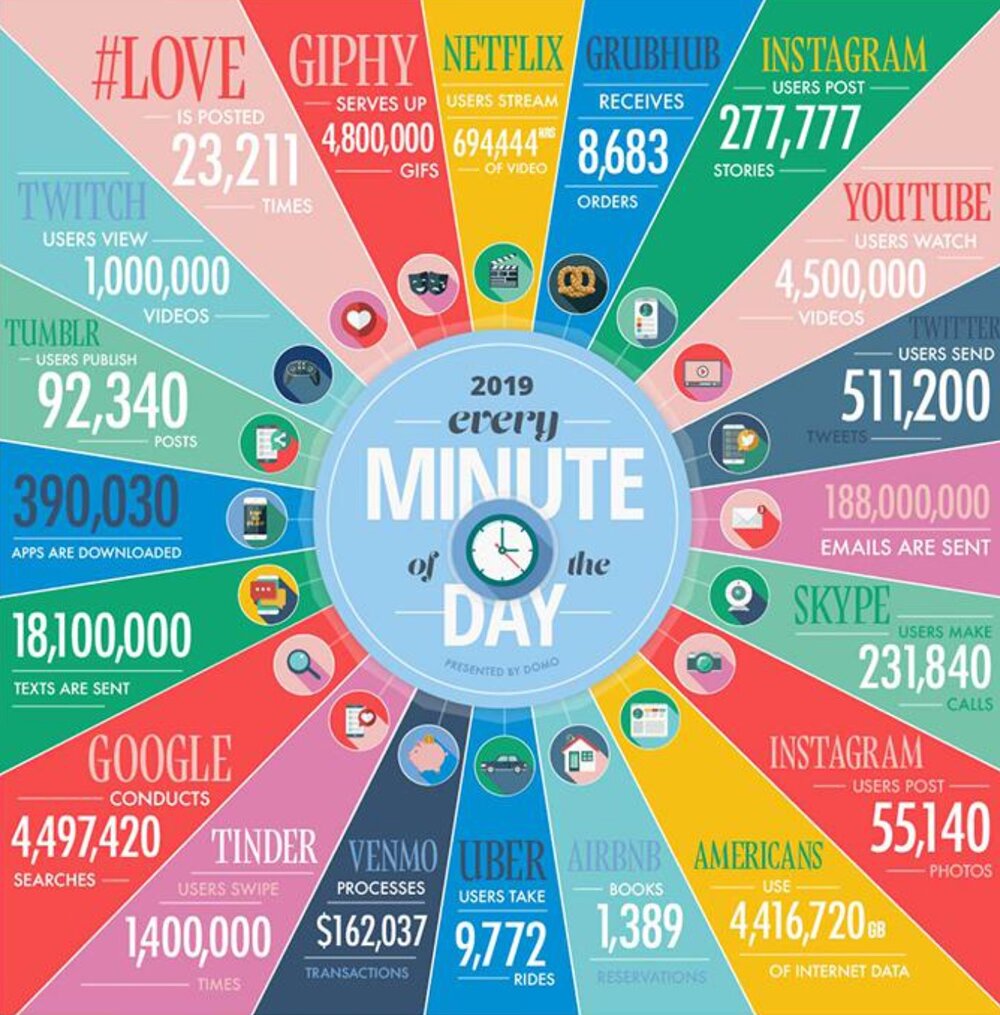 2019
every
MINUTE
of the
DAY
PRESENTED BY DOMO
#LOVE
IS POSTED
23,211
TIMES
GIPHY
SERVES UP
4,800,000
GIFS
NETFLIX
USERS STREAM
694,444 HRS
OF VIDEO
GRUBHUB
RECEIVES
8,683
ORDERS
INSTAGRAM
USERS POST
277,777
STORIES
YOUTUBE
USERS WATCH
4,500,000
VIDEOS
TWITTER
USERS SEND
511,200
TWEETS
188,000,000
EMAILS ARE SENT
SKYPE
USERS MAKE
231,840
CALLS
INSTAGRAM
USERS POST
55,140
PHOTOS
AMERICANS
USE
4,416,720 GB
OF INTERNET DATA
AIRBNB
BOOKS
1,389
RESERVATIONS
UBER
USERS TAKE
9,772
RIDES
VENMO
PROCESSES
$162,037
TRANSACTIONS
TINDER
USERS SWIPE
1,400,000
TIMES
GOOGLE
CONDUCTS
4,497,420
SEARCHES
18,100,000
TEXTS ARE SENT
390,030
APPS ARE DOWNLOADED
TUMBLR
USERS PUBLISH
92,340
POSTS
TWITCH
USERS VIEW
1,000,000
VIDEOS